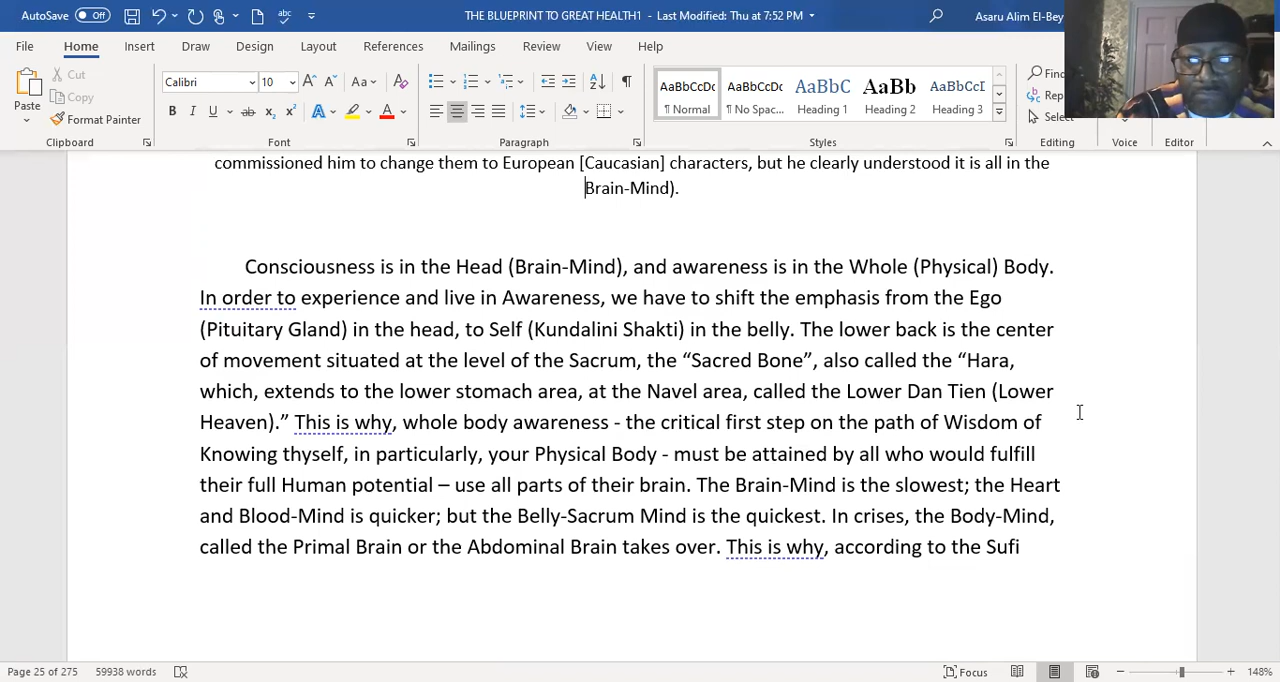 AutoSave Off THE BLUEPRINT TO GREAT HEALTH1 - Last Modified: Thu at 7:52 PM Asaru Alim El-Bey
File Home Insert Draw Design Layout References Mailings Review View Help
Paste Cut Copy Format Painter Calibri 10 AaBbCcDc AaBbCcDc AaBbC AaBb AaBbCcI Find Rep Select
Normal No Spac... Heading 1 Heading 2 Heading 3
Clipboard Font Paragraph Styles Editing Voice Editor
commissioned him to change them to European [Caucasian] characters, but he clearly understood it is all in the
Brain-Mind).
Consciousness is in the Head (Brain-Mind), and awareness is in the Whole (Physical) Body.
In order to experience and live in Awareness, we have to shift the emphasis from the Ego
(Pituitary Gland) in the head, to Self (Kundalini Shakti) in the belly. The lower back is the center
of movement situated at the level of the Sacrum, the “Sacred Bone”, also called the “Hara,
which, extends to the lower stomach area, at the Navel area, called the Lower Dan Tien (Lower
Heaven).” This is why, whole body awareness - the critical first step on the path of Wisdom of
Knowing thyself, in particularly, your Physical Body - must be attained by all who would fulfill
their full Human potential – use all parts of their brain. The Brain-Mind is the slowest; the Heart
and Blood-Mind is quicker; but the Belly-Sacrum Mind is the quickest. In crises, the Body-Mind,
called the Primal Brain or the Abdominal Brain takes over. This is why, according to the Sufi
Page 25 of 275 59938 words Focus 148%